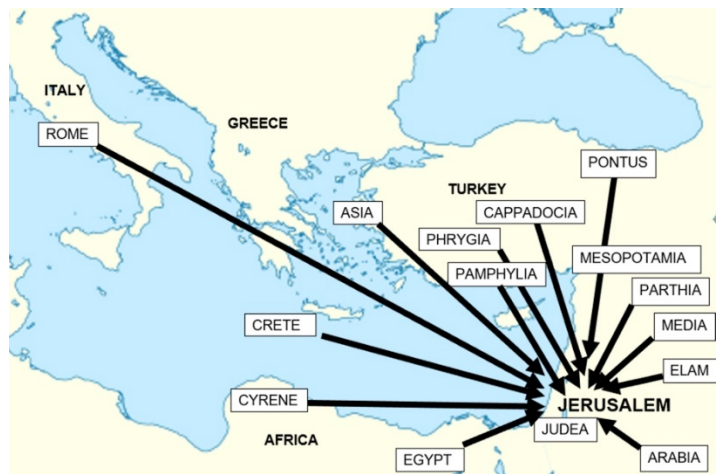 ITALY
ROME
GREECE
PONTUS
TURKEY
ASIA
CAPPADOCIA
PHRYGIA
MESOPOTAMIA
PAMPHYLIA
PARTHIA
CRETE
MEDIA
ELAM
CYRENE
JERUSALEM
JUDEA
AFRICA
EGYPT
ARABIA